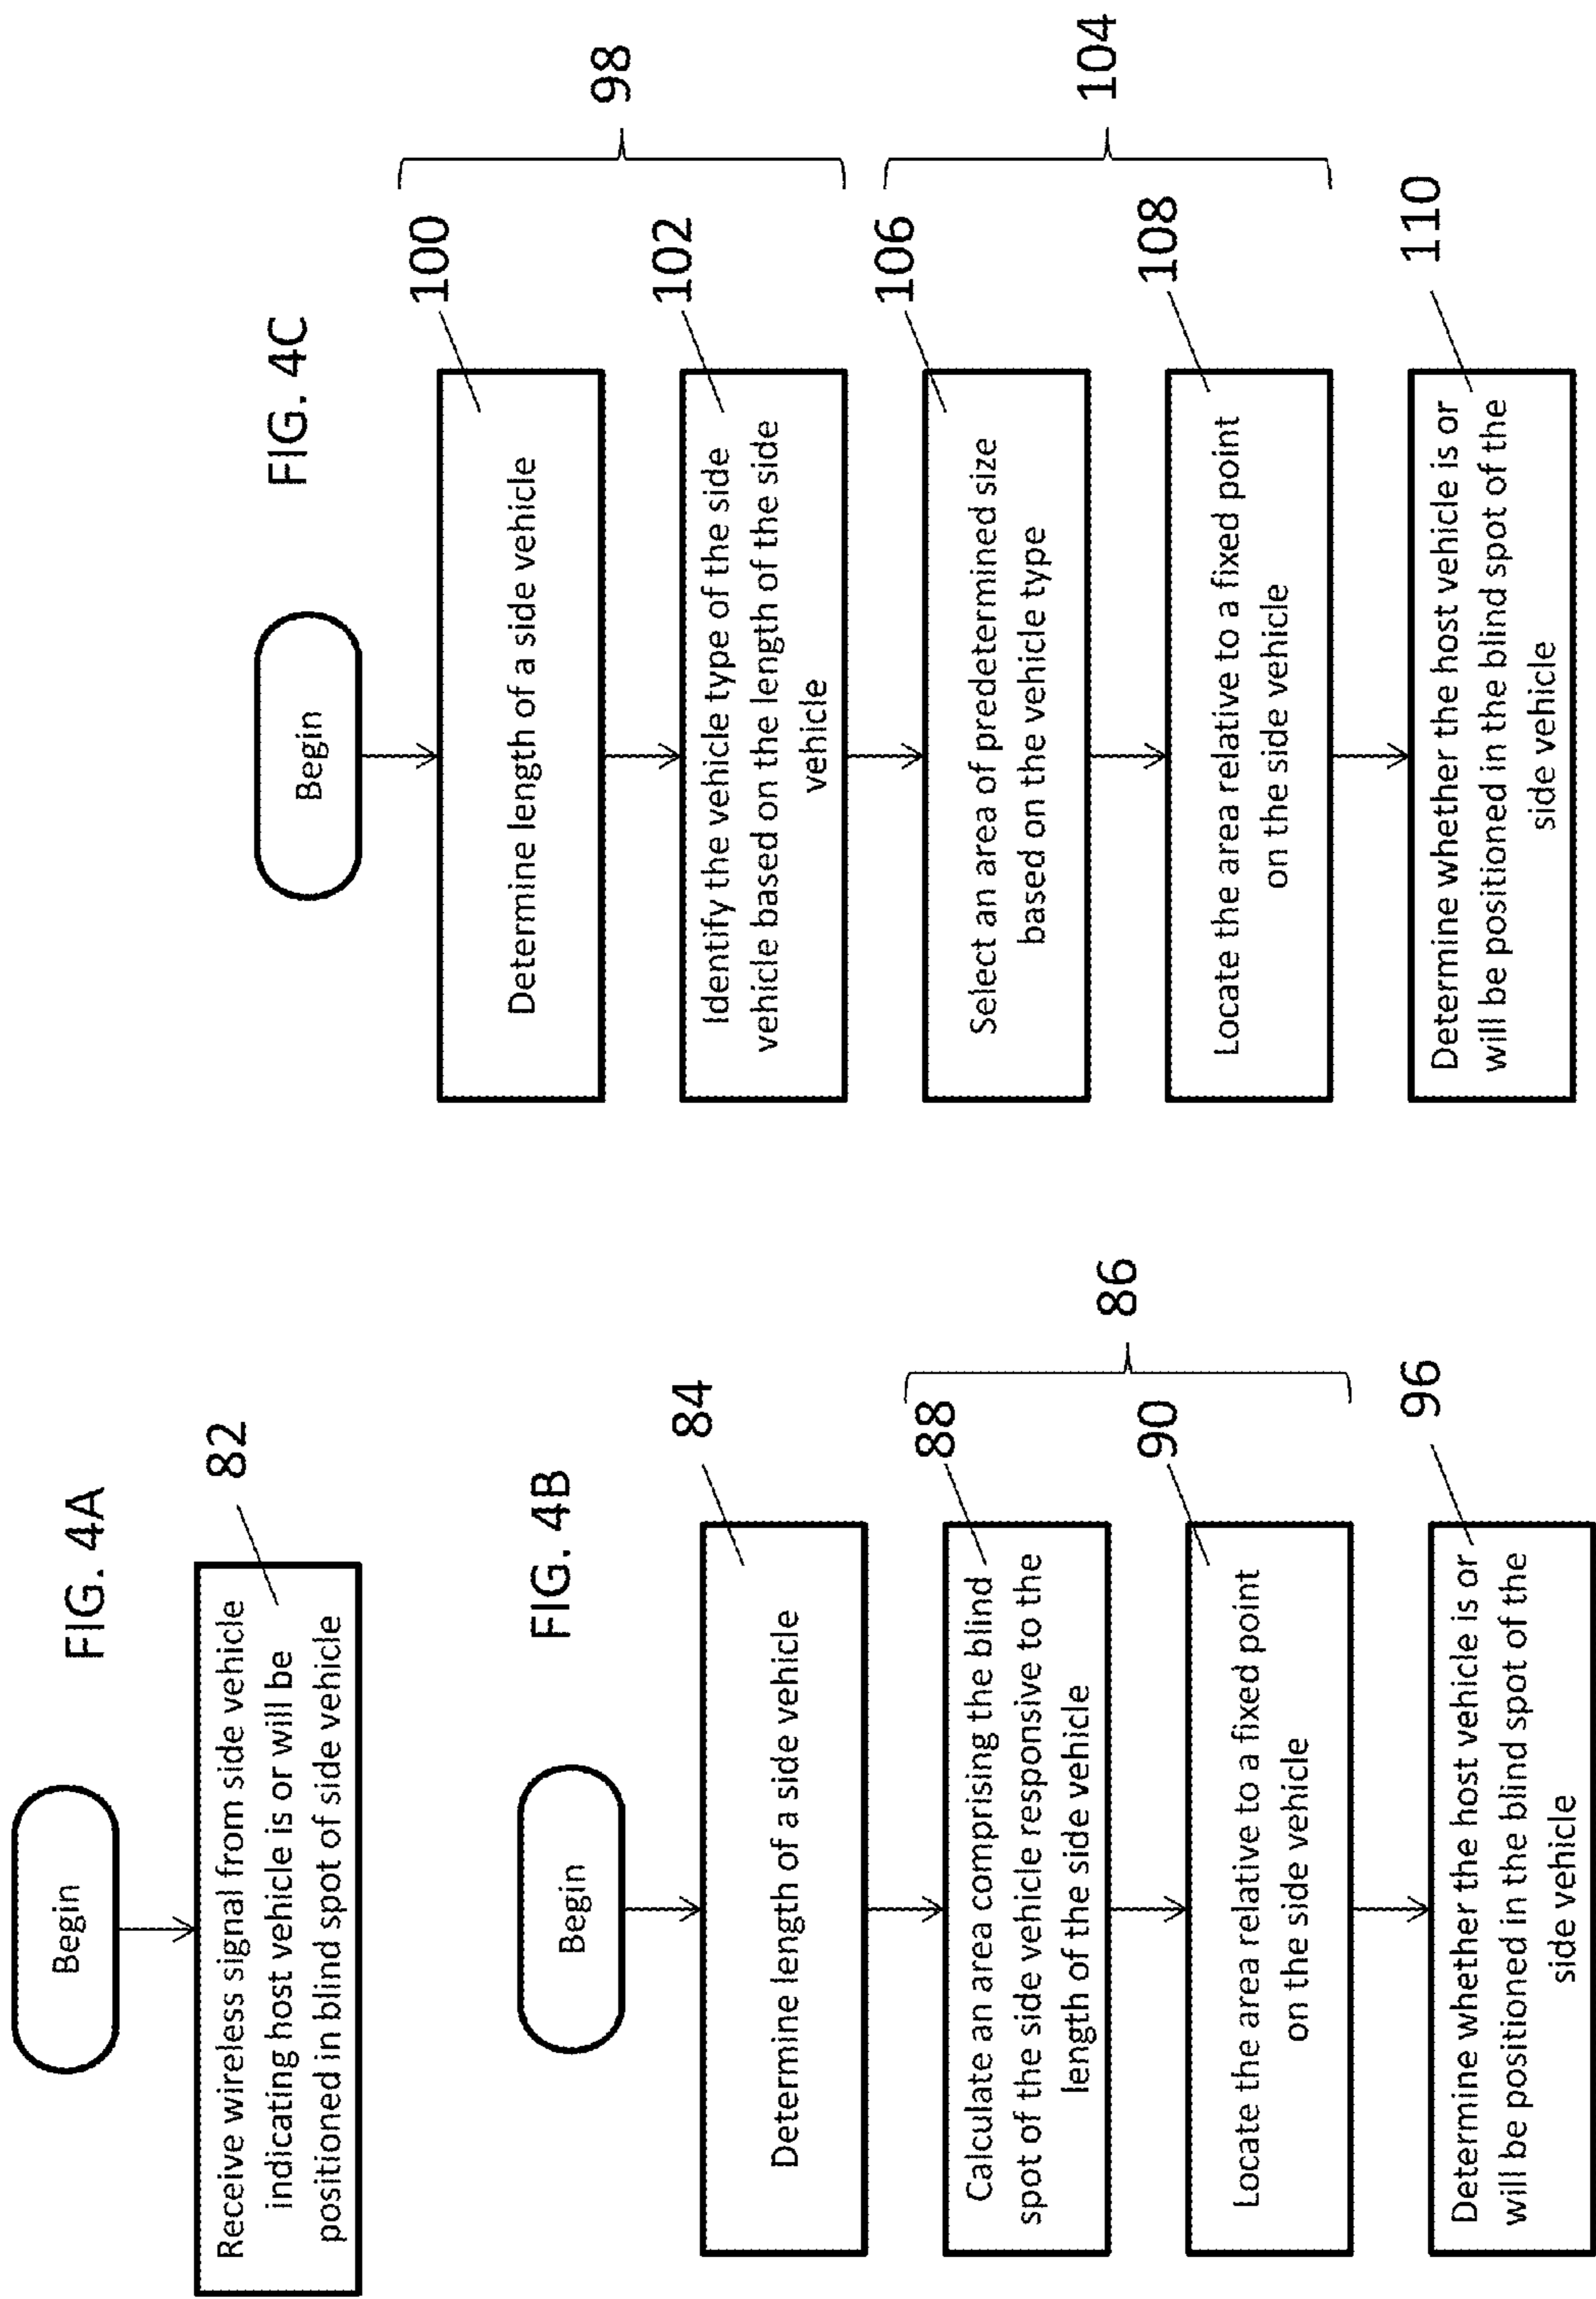 FIG. 4A
Begin
Receive wireless signal from side vehicle
indicating host vehicle is or will be
positioned in blind spot of side vehicle
82
FIG. 4B
Begin
Determine length of a side vehicle
84
Calculate an area comprising the blind
spot of the side vehicle responsive to the
length of the side vehicle
88
Locate the area relative to a fixed point
on the side vehicle
90
86
Determine whether the host vehicle is or
will be positioned in the blind spot of the
side vehicle
96
FIG. 4C
Begin
Determine length of a side vehicle
100
Identify the vehicle type of the side
vehicle based on the length of the side
vehicle
102
98
Select an area of predetermined size
based on the vehicle type
106
Locate the area relative to a fixed point
on the side vehicle
108
104
Determine whether the host vehicle is or
will be positioned in the blind spot of the
side vehicle
110